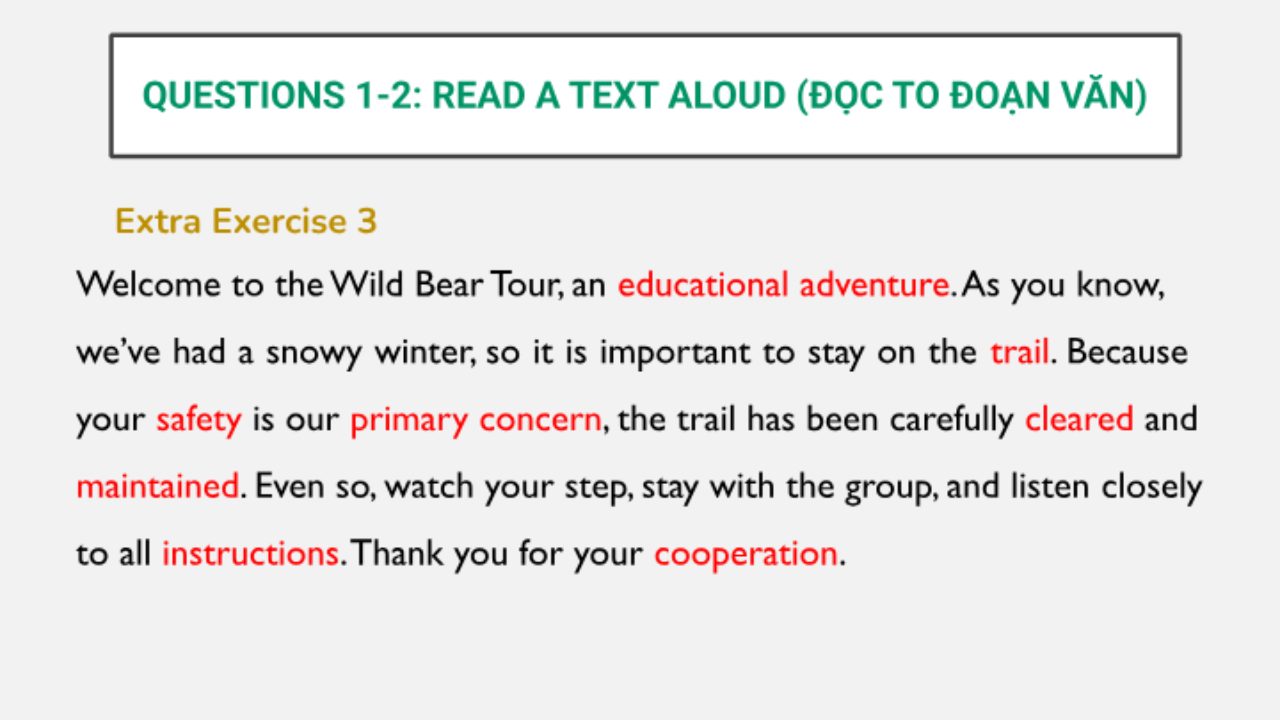 QUESTIONS 1-2: READ A TEXT ALOUD (ĐỌC TO ĐOẠN VĂN)
Extra Exercise 3
Welcome to the Wild Bear Tour, an educational adventure. As you know,
we've had a snowy winter, so it is important to stay on the trail. Because
your safety is our primary concern, the trail has been carefully cleared and
maintained. Even so, watch your step, stay with the group, and listen closely
to all instructions. Thank you for your cooperation.